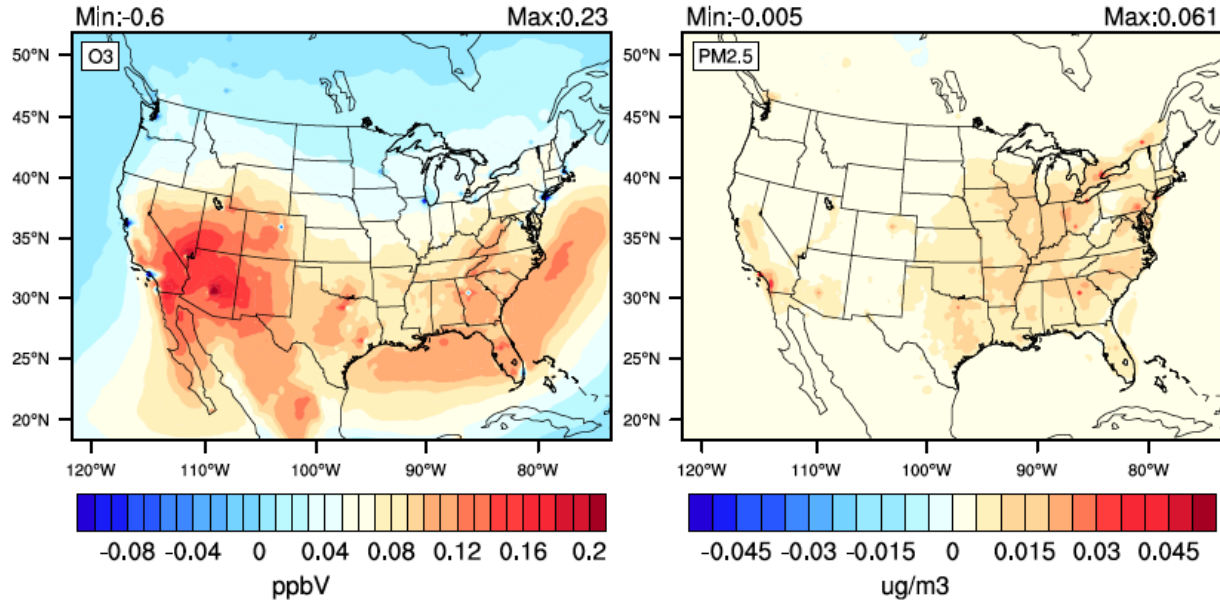 Min:-0.6 Max:0.23
O3
50°N
45°N
40°N
35°N
30°N
25°N
20°N
120°W 110°W 100°W 90°W 80°W
-0.08 -0.04 0 0.04 0.08 0.12 0.16 0.2
ppbV
Min:-0.005 Max:0.061
PM2.5
50°N
45°N
40°N
35°N
30°N
25°N
20°N
120°W 110°W 100°W 90°W 80°W
-0.045 -0.03 -0.015 0 0.015 0.03 0.045
ug/m3